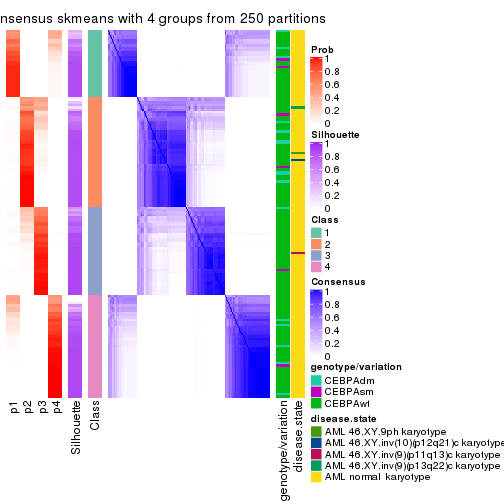 nsensus skmeans with 4 groups from 250 partitions
Prob
1
0.8
0.6
0.4
0.2
0
Silhouette
1
0.8
0.6
0.4
0.2
0
Class
1
2
3
4
Consensus
1
0.8
0.6
0.4
0.2
0
genotype/variation
CEBPAdm
CEBPAsm
CEBPAwt
disease.state
AML 46.XY.9ph karyotype
AML 46.XY.inv(10)(p12q21)c karyotype
AML 46.XY.inv(9)(p11q13)c karyotype
AML 46.XY.inv(9)(p13q22)c karyotype
AML normal karyotype
p1
p2
p3
p4
Silhouette
Class
genotype/variation
disease.state